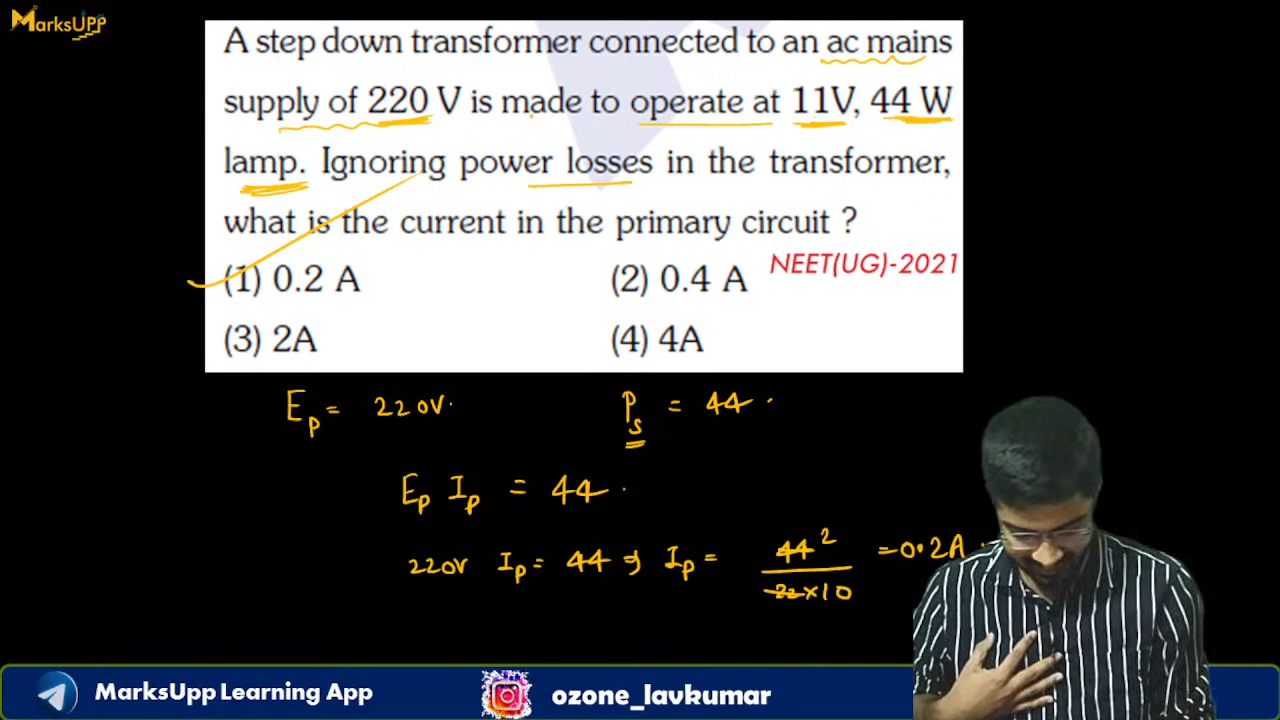 MarksUPP
A step down transformer connected to an ac mains
supply of 220 V is made to operate at 11V, 44 W
lamp. Ignoring power losses in the transformer,
what is the current in the primary circuit ?
NEET(UG)-2021
(1) 0.2 A (2) 0.4 A
(3) 2A (4) 4A
Ep = 220V. Ps = 44.
Ep Ip = 44.
220V Ip = 44 ⇒ Ip = 44 2 / 22×10 = 0.2A.
MarksUpp Learning App ozone_lavkumar